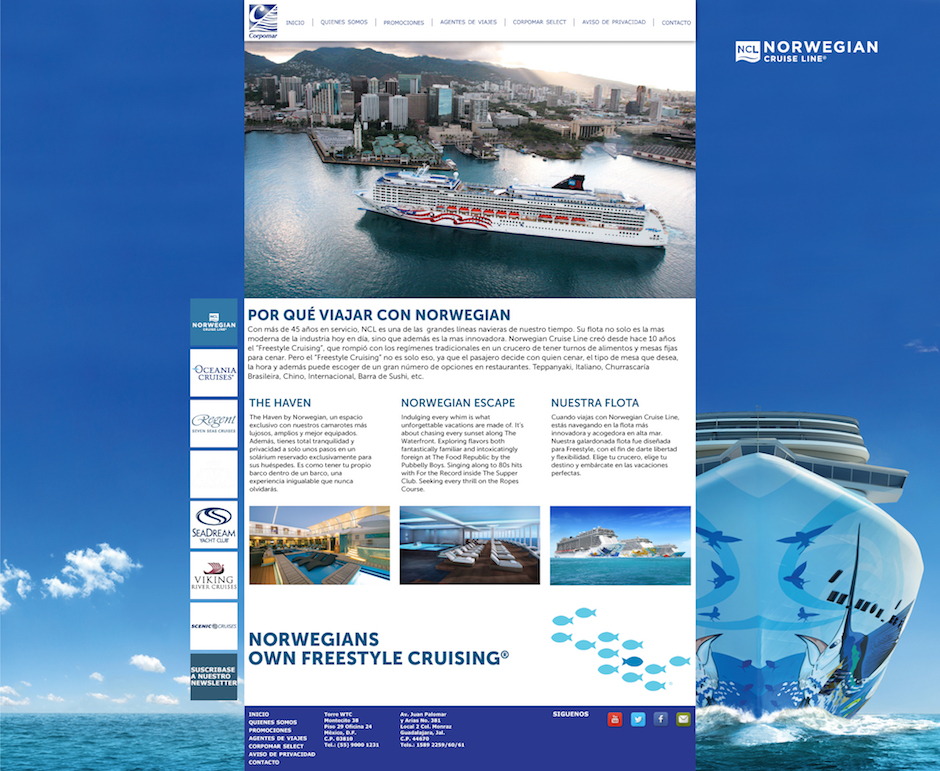 Corpomar
INICIO
QUIENES SOMOS
PROMOCIONES
AGENTES DE VIAJES
CORPOMAR SELECT
AVISO DE PRIVACIDAD
CONTACTO
NCL NORWEGIAN
CRUISE LINE®
NORWEGIAN
CRUISE LINE
OCEANIA
CRUISES®
Regent
SEVEN SEAS CRUISES
SEADREAM
YACHT CLUB
VIKING
RIVER CRUISES
SCENIC CRUISES
SUSCRIBASE
A NUESTRO
NEWSLETTER
POR QUÉ VIAJAR CON NORWEGIAN
Con más de 45 años en servicio, NCL es una de las grandes líneas navieras de nuestro tiempo. Su flota no solo es la mas
moderna de la industria hoy en día, sino que además es la mas innovadora. Norwegian Cruise Line creó desde hace 10 años
el "Freestyle Cruising", que rompió con los regímenes tradicionales en un crucero de tener turnos de alimentos y mesas fijas
para cenar. Pero el "Freestyle Cruising" no es solo eso, ya que el pasajero decide con quien cenar, el tipo de mesa que desea,
la hora y además puede escoger de un gran número de opciones en restaurantes. Teppanyaki, Italiano, Churrascaría
Brasileira, Chino, Internacional, Barra de Sushi, etc.
THE HAVEN
The Haven by Norwegian, un espacio
exclusivo con nuestros camarotes más
lujosos, amplios y mejor equipados.
Además, tienes total tranquilidad y
privacidad a solo unos pasos en un
solárium reservado exclusivamente para
sus huéspedes. Es como tener tu propio
barco dentro de un barco, una
experiencia inigualable que nunca
olvidarás.
NORWEGIAN ESCAPE
Indulging every whim is what
unforgettable vacations are made of. It's
about chasing every sunset along The
Waterfront. Exploring flavors both
fantastically familiar and intoxicatingly
foreign at The Food Republic by the
Pubbelly Boys. Singing along to 80s hits
with For the Record inside The Supper
Club. Seeking every thrill on the Ropes
Course.
NUESTRA FLOTA
Cuando viajas con Norwegian Cruise Line,
estás navegando en la flota más
innovadora y acogedora en alta mar.
Nuestra galardonada flota fue diseñada
para Freestyle, con el fin de darte libertad
y flexibilidad. Elige tu crucero, elige tu
destino y embárcate en las vacaciones
perfectas.
NORWEGIANS
OWN FREESTYLE CRUISING®
INICIO
QUIENES SOMOS
PROMOCIONES
AGENTES DE VIAJES
CORPOMAR SELECT
AVISO DE PRIVACIDAD
CONTACTO
Torre WTC
Montecito 38
Piso 29 Oficina 24
México, D.F.
C.P. 03810
Tel.: (55) 9000 1231
Av. Juan Palomar
y Arias No. 381
Local 2 Col. Monraz
Guadalajara, Jal.
C.P. 44670
Tels.: 1589 2259/60/61
SIGUENOS